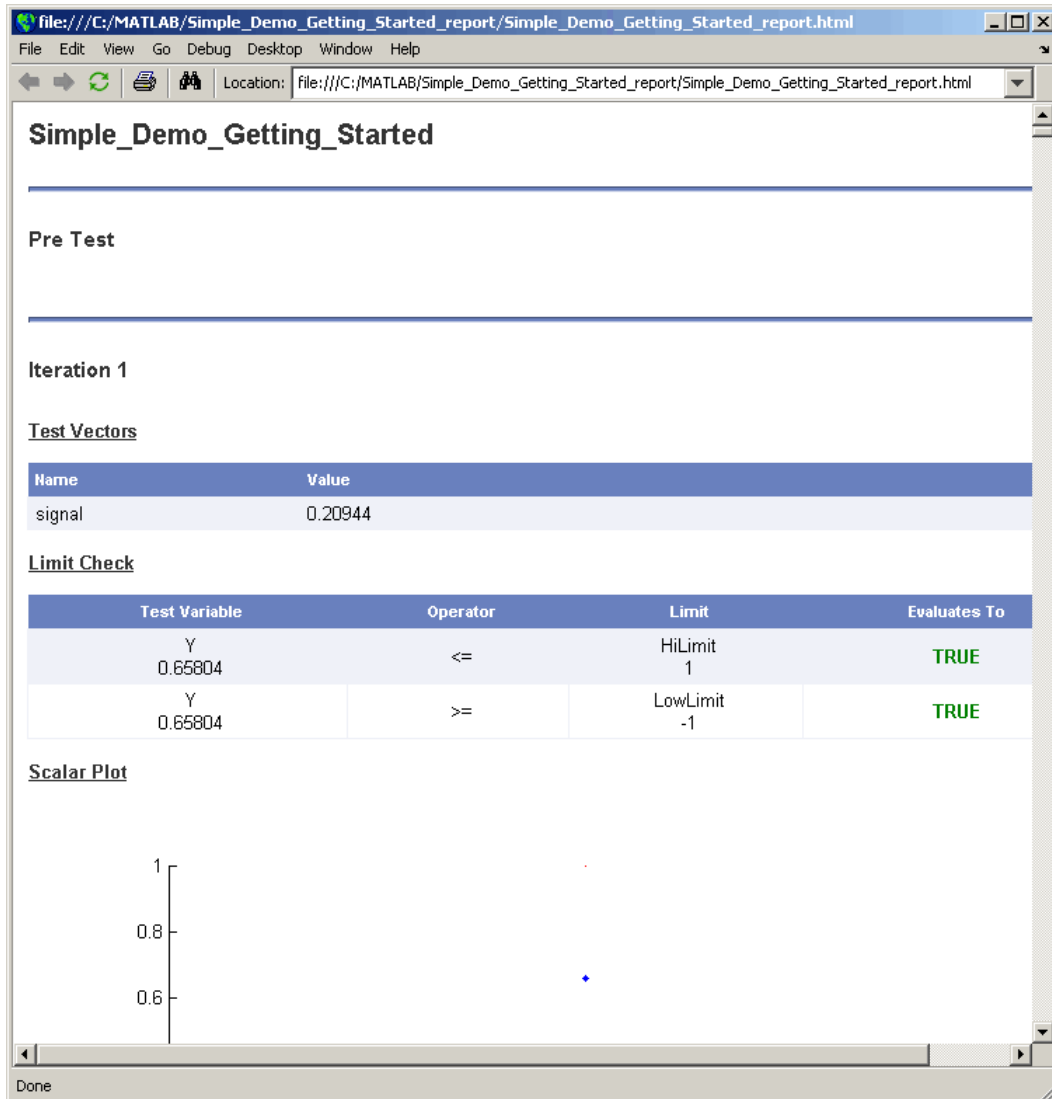 file:///C:/MATLAB/Simple_Demo_Getting_Started_report/Simple_Demo_Getting_Started_report.html
File Edit View Go Debug Desktop Window Help
Location: file:///C:/MATLAB/Simple_Demo_Getting_Started_report/Simple_Demo_Getting_Started_report.html
Simple_Demo_Getting_Started
Pre Test
Iteration 1
Test Vectors
Name Value
signal 0.20944
Limit Check
Test Variable Operator Limit Evaluates To
Y HiLimit
0.65804 <= 1 TRUE
Y LowLimit
0.65804 >= -1 TRUE
Scalar Plot
1
0.8
0.6
Done